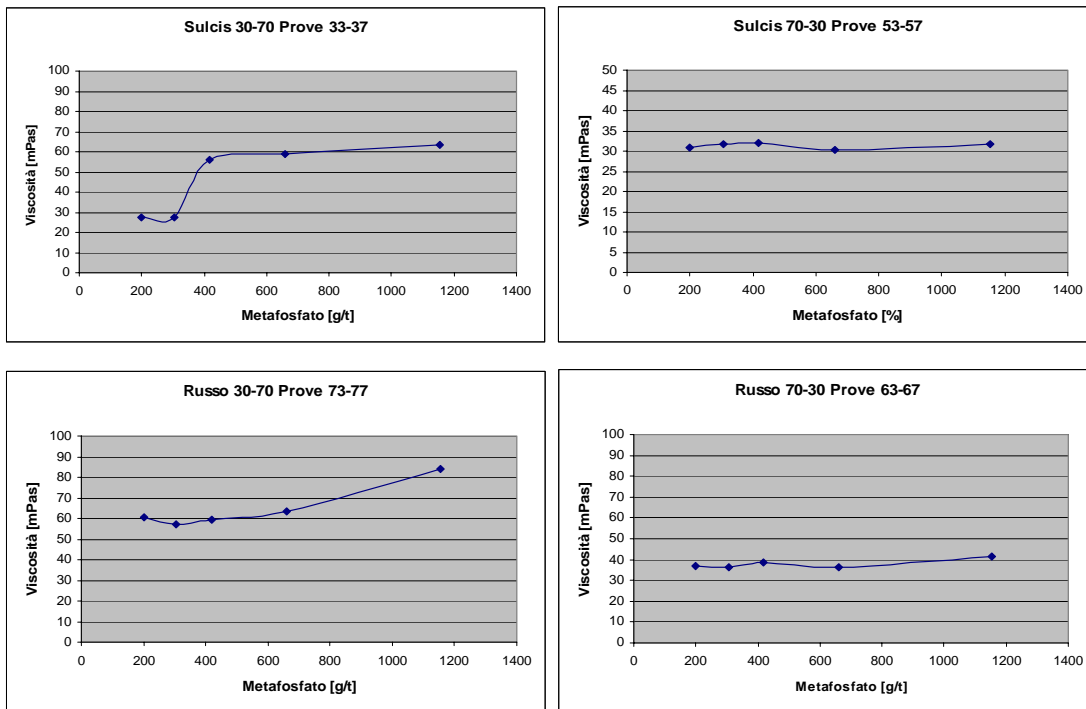 Sulcis 30-70 Prove 33-37
100
90
80
70
60
50
40
30
20
10
0
Viscosità [mPas]
0 200 400 600 800 1000 1200 1400
Metafosfato [g/t]
Sulcis 70-30 Prove 53-57
50
45
40
35
30
25
20
15
10
5
0
Viscosità [mPas]
0 200 400 600 800 1000 1200 1400
Metafosfato [%]
Russo 30-70 Prove 73-77
100
90
80
70
60
50
40
30
20
10
0
Viscosità [mPas]
0 200 400 600 800 1000 1200 1400
Metafosfato [g/t]
Russo 70-30 Prove 63-67
100
90
80
70
60
50
40
30
20
10
0
Viscosità [mPas]
0 200 400 600 800 1000 1200 1400
Metafosfato [g/t]